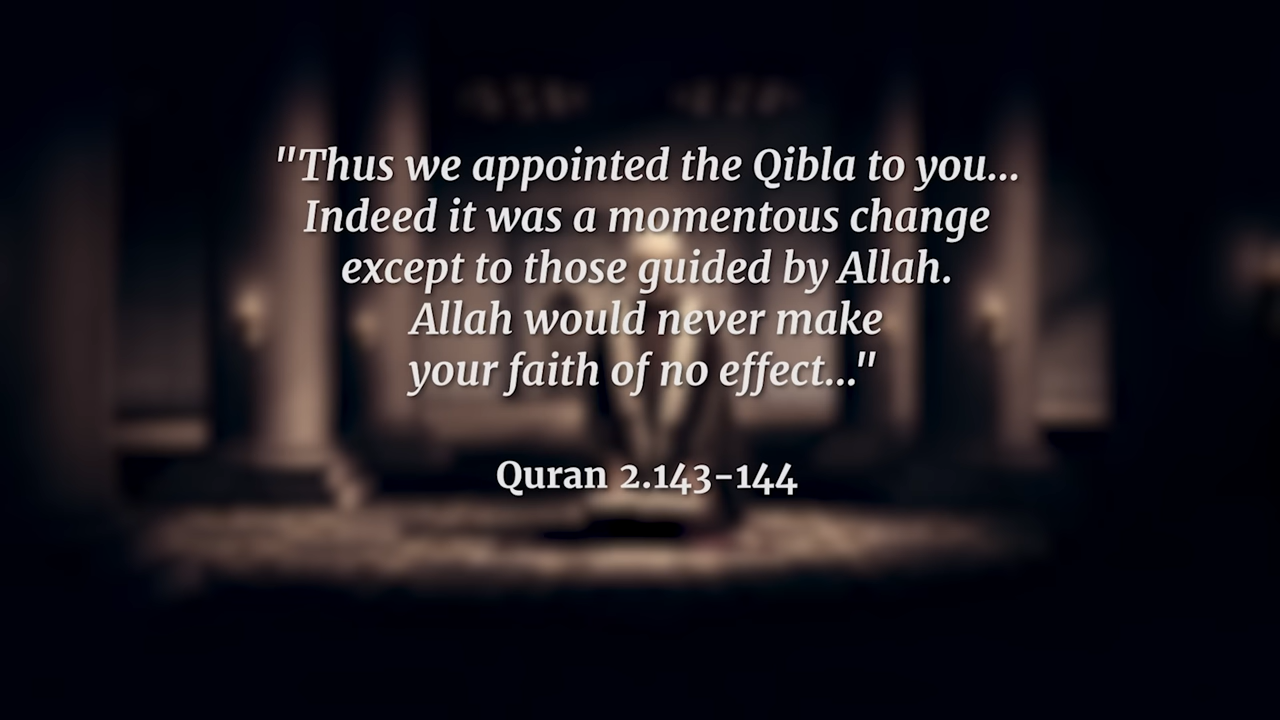 "Thus we appointed the Qibla to you...
Indeed it was a momentous change
except to those guided by Allah.
Allah would never make
your faith of no effect..."
Quran 2.143-144